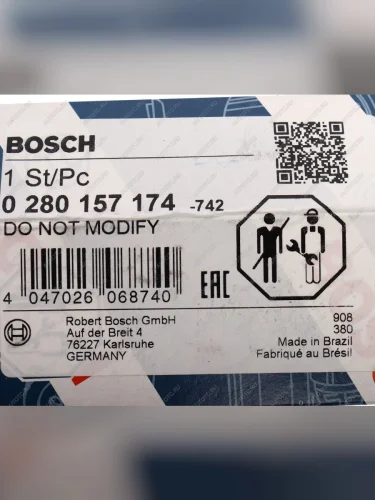 BOSCH
1 St/Pc
0 280 157 174 -742
DO NOT MODIFY
4 047026 068740
EAC
Robert Bosch GmbH
Auf der Breit 4
76227 Karlsruhe
GERMANY
908
380
Made in Brazil
Fabriqué au Brésil